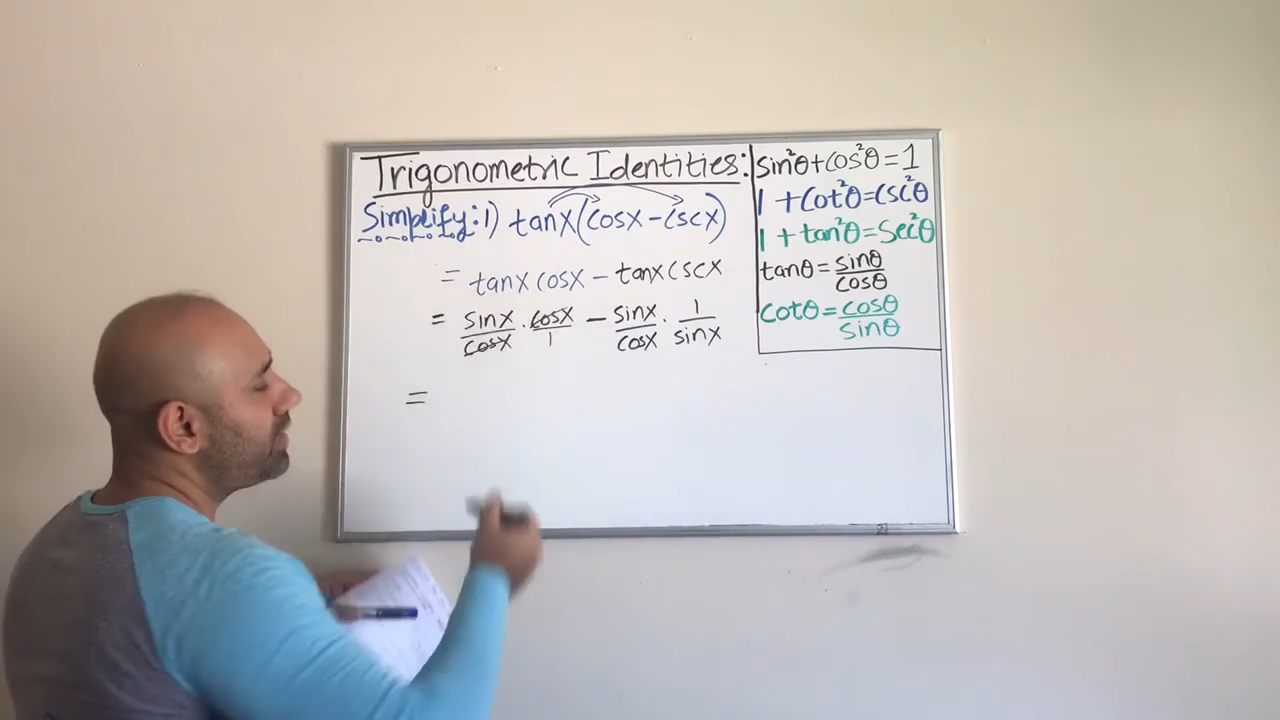 Trigonometric Identities:
Simplify: 1) tanx(cosx - cscx)
= tanx cosx - tanx cscx
= sinx/cosx · cosx/1 - sinx/cosx · 1/sinx
=
sin²θ + cos²θ = 1
1 + cot²θ = csc²θ
1 + tan²θ = sec²θ
tanθ = sinθ/cosθ
cotθ = cosθ/sinθ